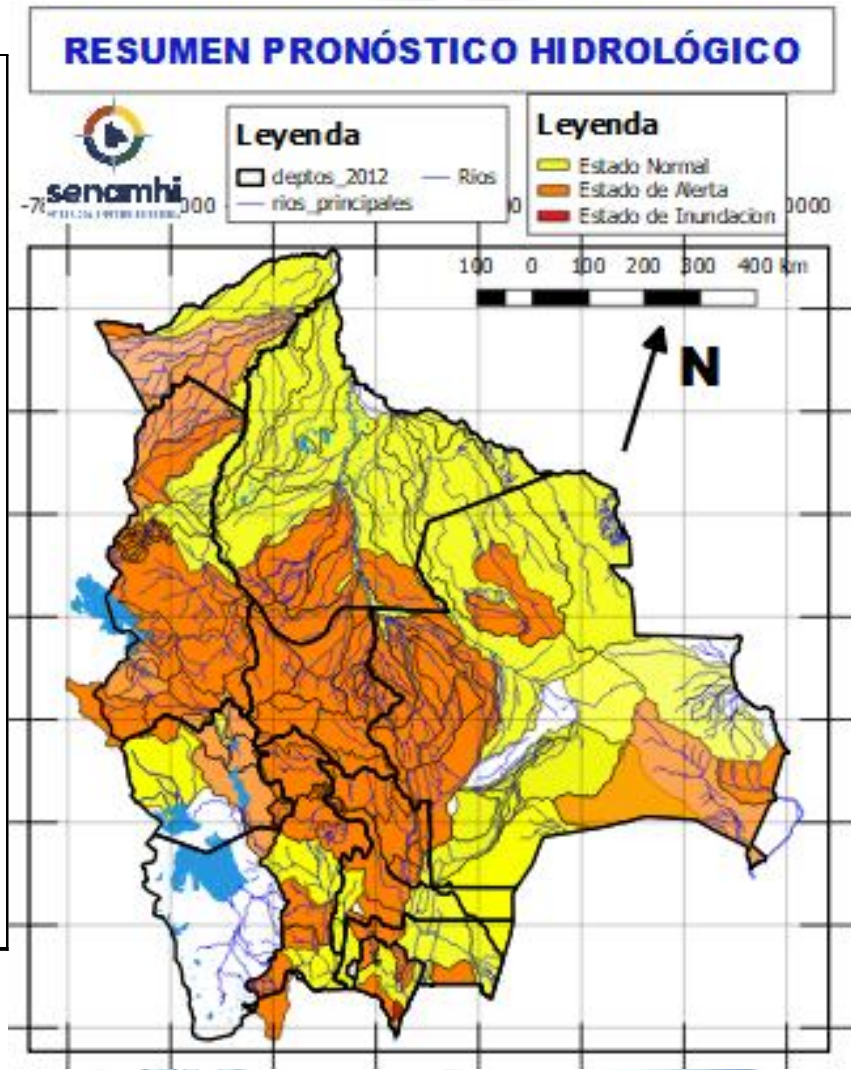 RESUMEN PRONÓSTICO HIDROLÓGICO
senamhi
Leyenda
deptos_2012
Rios
rios_principales
Leyenda
Estado Normal
Estado de Alerta
Estado de Inundacion
100 0 100 200 300 400 km
N